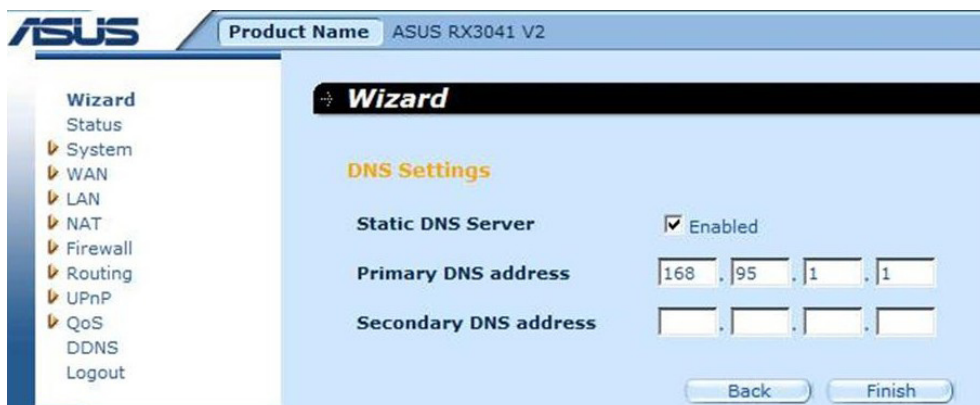 ASUS Product Name ASUS RX3041 V2
Wizard
Status
System
WAN
LAN
NAT
Firewall
Routing
UPnP
QoS
DDNS
Logout
Wizard
DNS Settings
Static DNS Server Enabled
Primary DNS address 168 . 95 . 1 . 1
Secondary DNS address . . .
Back Finish